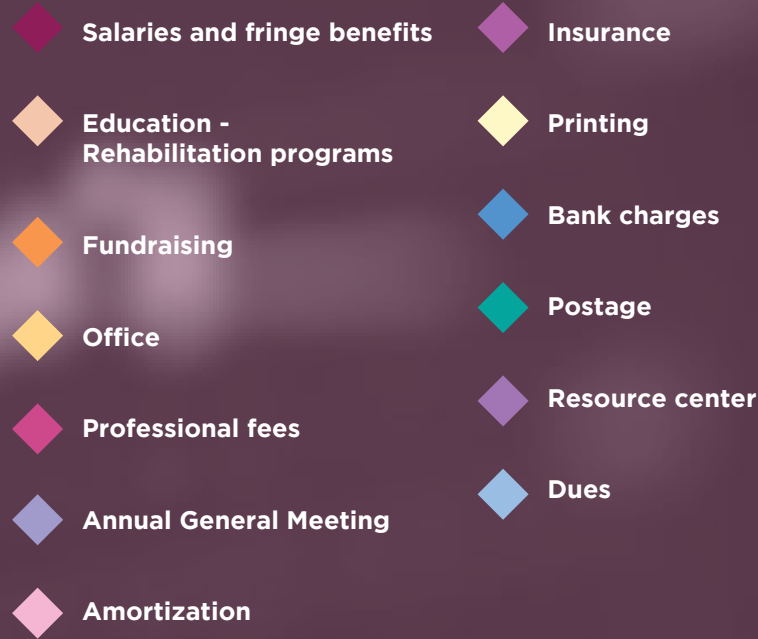 Salaries and fringe benefits
Education -
Rehabilitation programs
Fundraising
Office
Professional fees
Annual General Meeting
Amortization
Insurance
Printing
Bank charges
Postage
Resource center
Dues